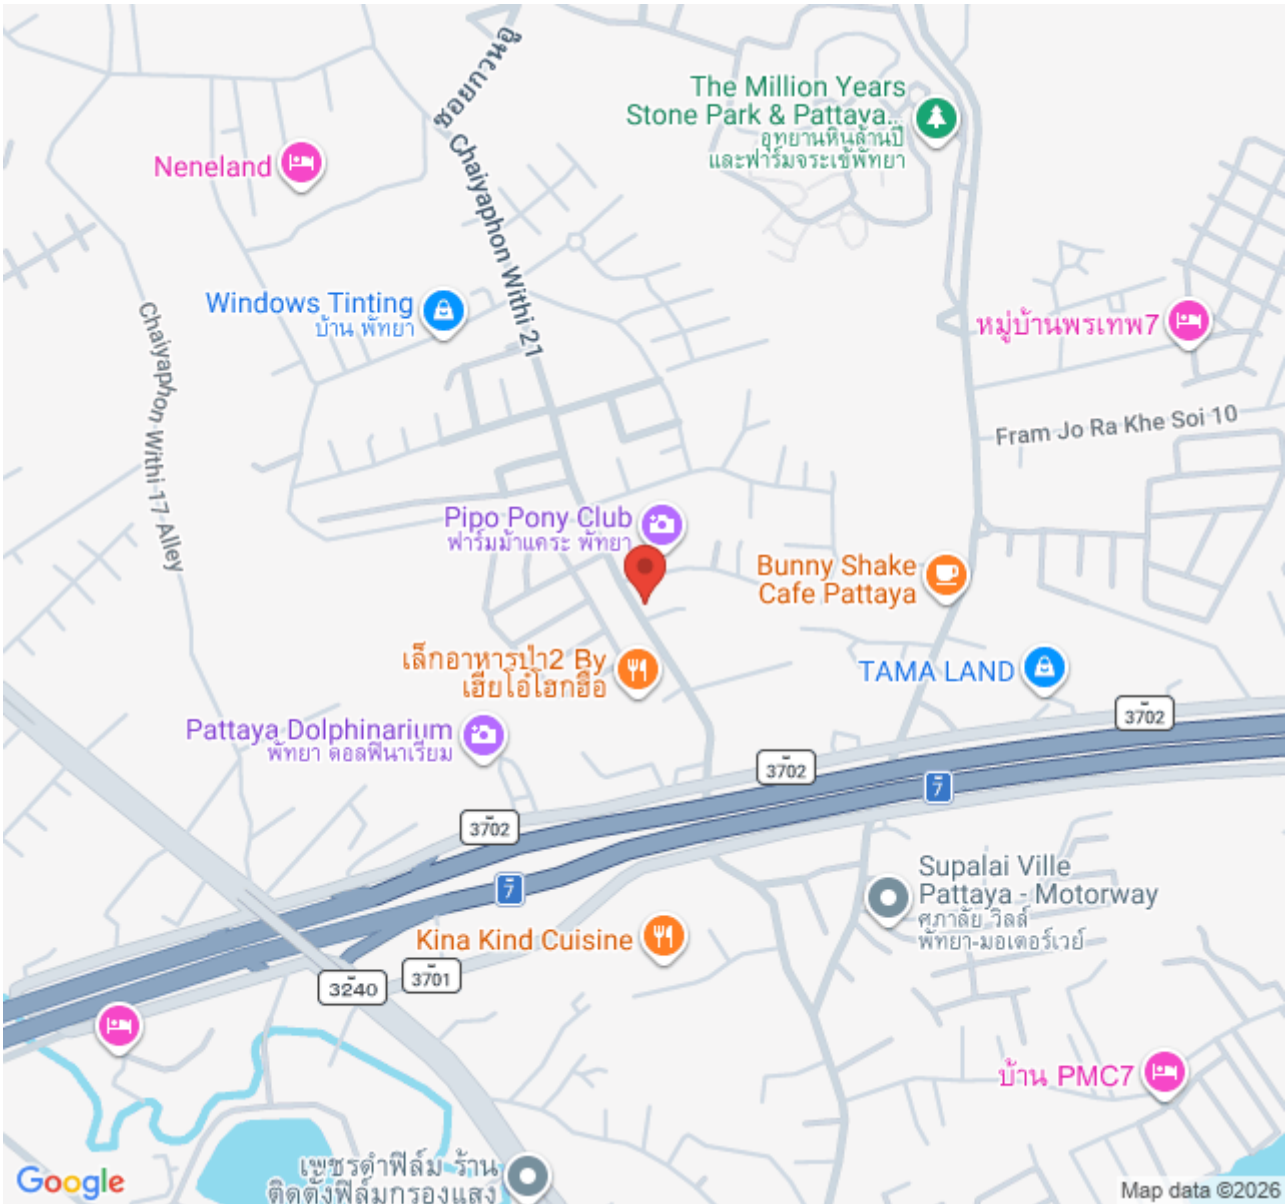 ซอยกวนอู
The Million Years
Stone Park & Pattaya..
อุทยานหินล้านปี
และฟาร์มจระเข้พัทยา
Neneland
Chaiyaphon Withi 21
Windows Tinting
บ้าน พัทยา
หมู่บ้านพรเทพ7
Chaiyaphon Withi 17 Alley
Fram Jo Ra Khe Soi 10
Pipo Pony Club
ฟาร์มม้าแคระ พัทยา
Bunny Shake
Cafe Pattaya
เล็กอาหารป่า2 By
เฮียโอ๋โฮกฮือ
TAMA LAND
3702
Pattaya Dolphinarium
พัทยา ดอลฟินาเรียม
3702
7
3702
7
Supalai Ville
Pattaya - Motorway
ศุภาลัย วิลล์
พัทยา-มอเตอร์เวย์
Kina Kind Cuisine
3701
3240
บ้าน PMC7
เพชรดำฟิล์ม ร้าน
ติดตั้งฟิล์มกรองแสง
Google
Map data ©2026